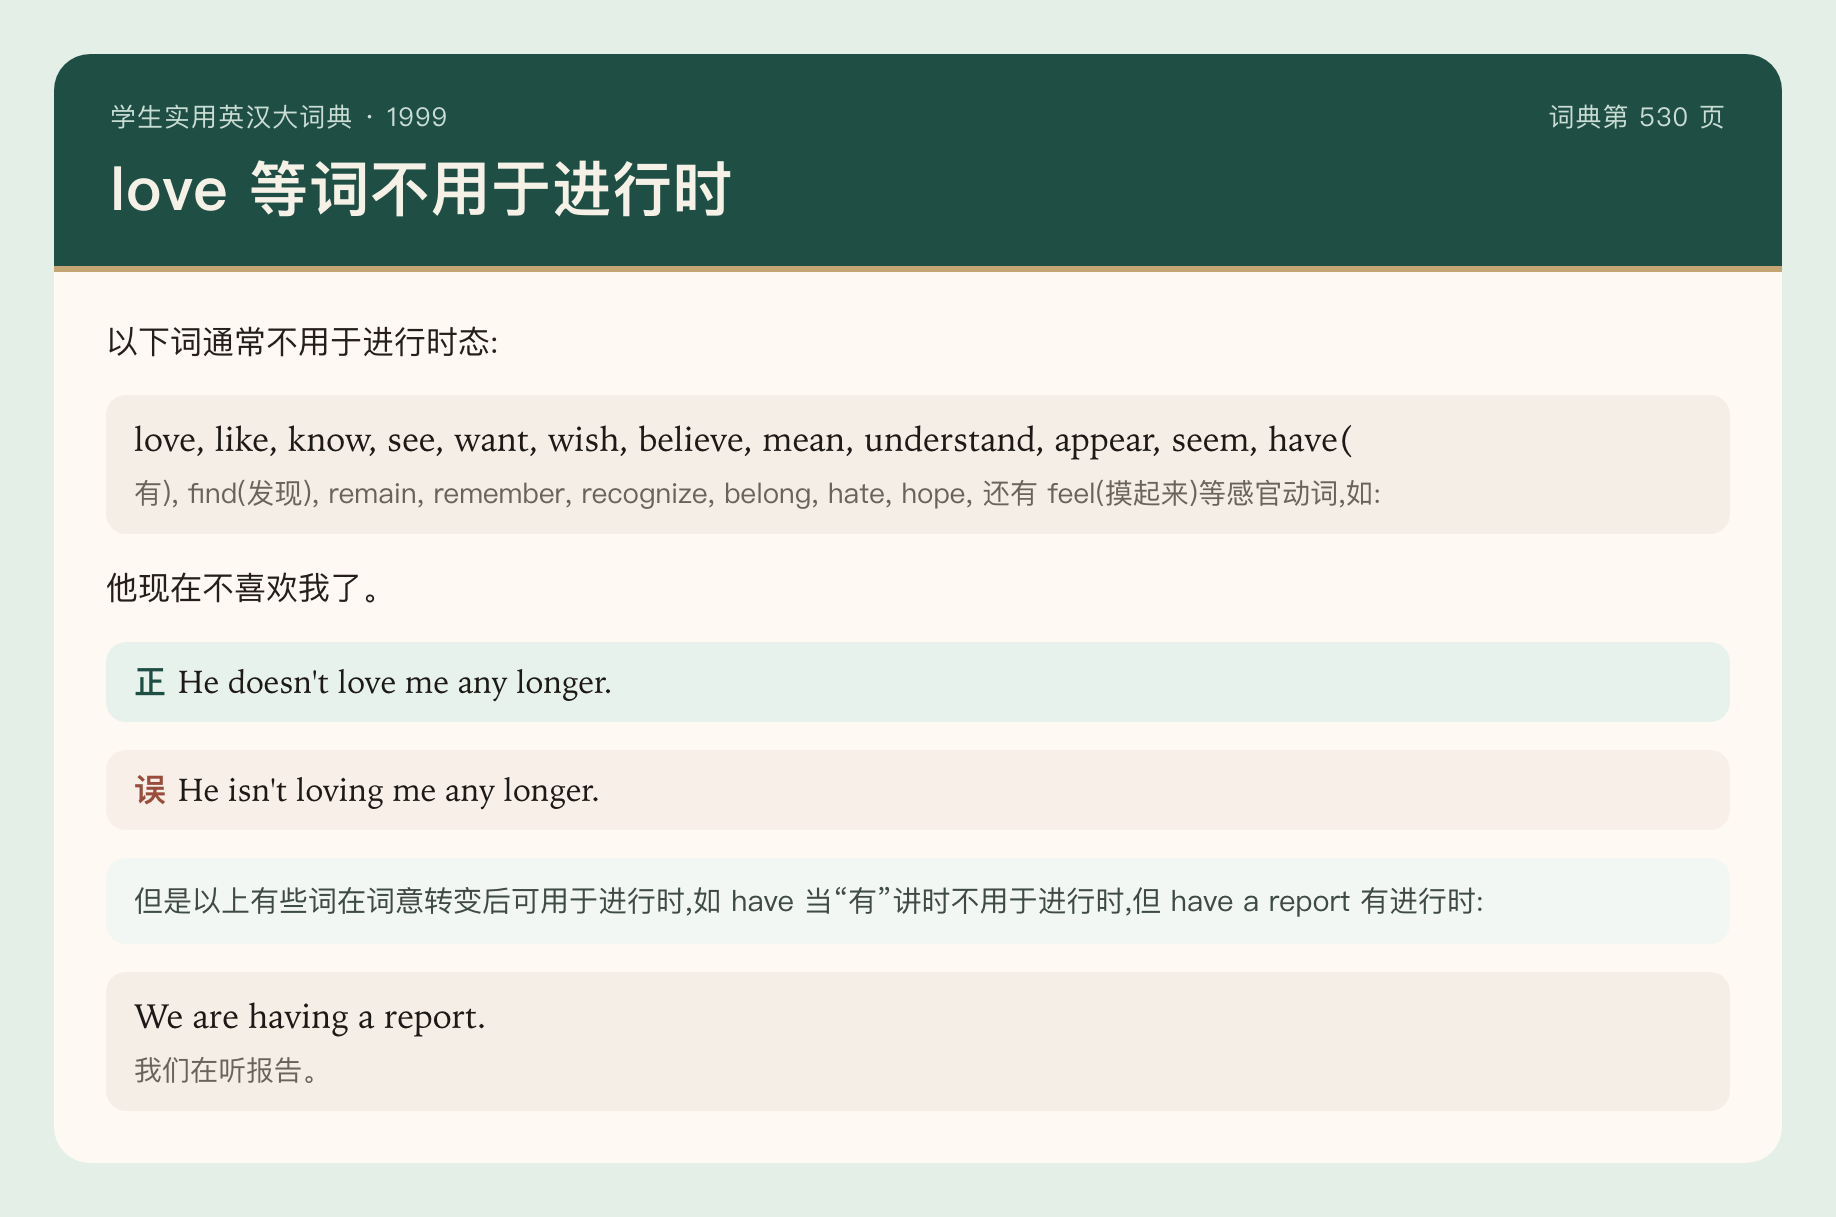 学生实用英汉大词典 · 1999
词典第 530 页
love 等词不用于进行时
以下词通常不用于进行时态:
love, like, know, see, want, wish, believe, mean, understand, appear, seem, have(
有), find(发现), remain, remember, recognize, belong, hate, hope, 还有 feel(摸起来)等感官动词,如:
他现在不喜欢我了。
正 He doesn't love me any longer.
误 He isn't loving me any longer.
但是以上有些词在词意转变后可用于进行时,如 have 当“有”讲时不用于进行时,但 have a report 有进行时:
We are having a report.
我们在听报告。